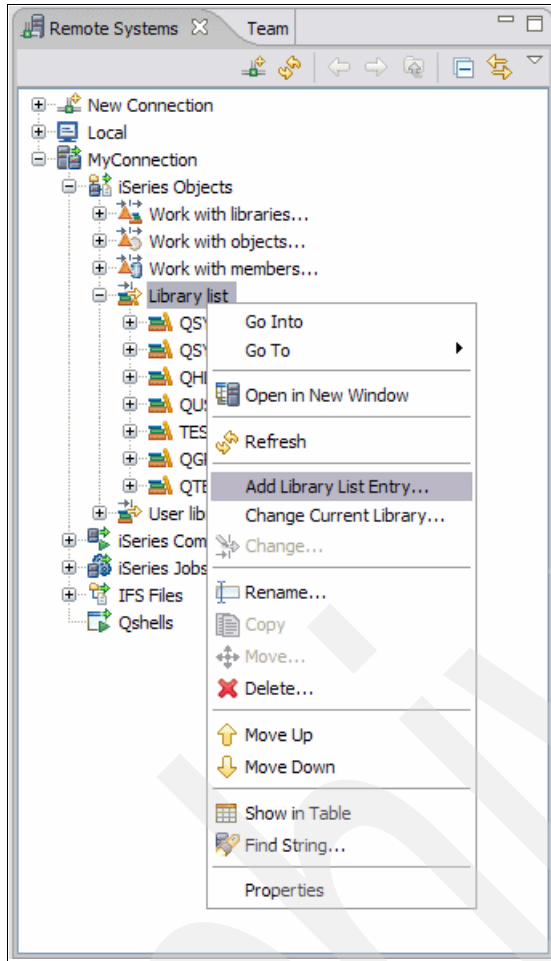 Remote Systems
Team
New Connection
Local
MyConnection
iSeries Objects
Work with libraries...
Work with objects...
Work with members...
Library list
Go Into
Go To
Open in New Window
Refresh
Add Library List Entry...
Change Current Library...
Change...
User lib
iSeries Com
iSeries Jobs
IFS Files
Qshells
Rename...
Copy
Move...
Delete...
Move Up
Move Down
Show in Table
Find String...
Properties